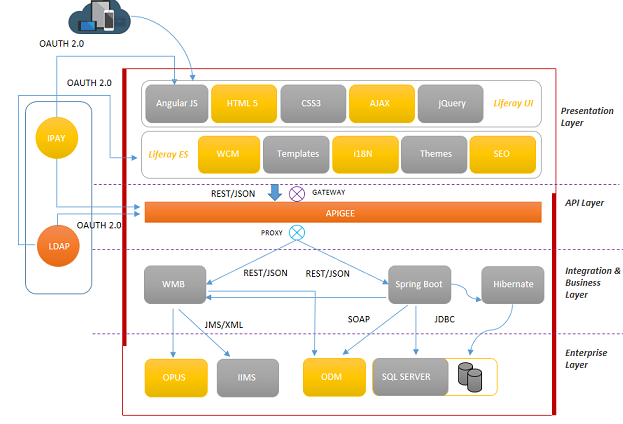 OAUTH 2.0
OAUTH 2.0
Angular JS
HTML 5
CSS3
AJAX
jQuery
Liferay UI
Presentation
Layer
IPAY
Liferay ES
WCM
Templates
I18N
Themes
SEO
REST/JSON
GATEWAY
API Layer
APIGEE
OAUTH 2.0
PROXY
LDAP
REST/JSON
REST/JSON
WMB
Spring Boot
Hibernate
Integration &
Business
Layer
JMS/XML
SOAP
JDBC
Enterprise
Layer
OPUS
IIMS
ODM
SQL SERVER